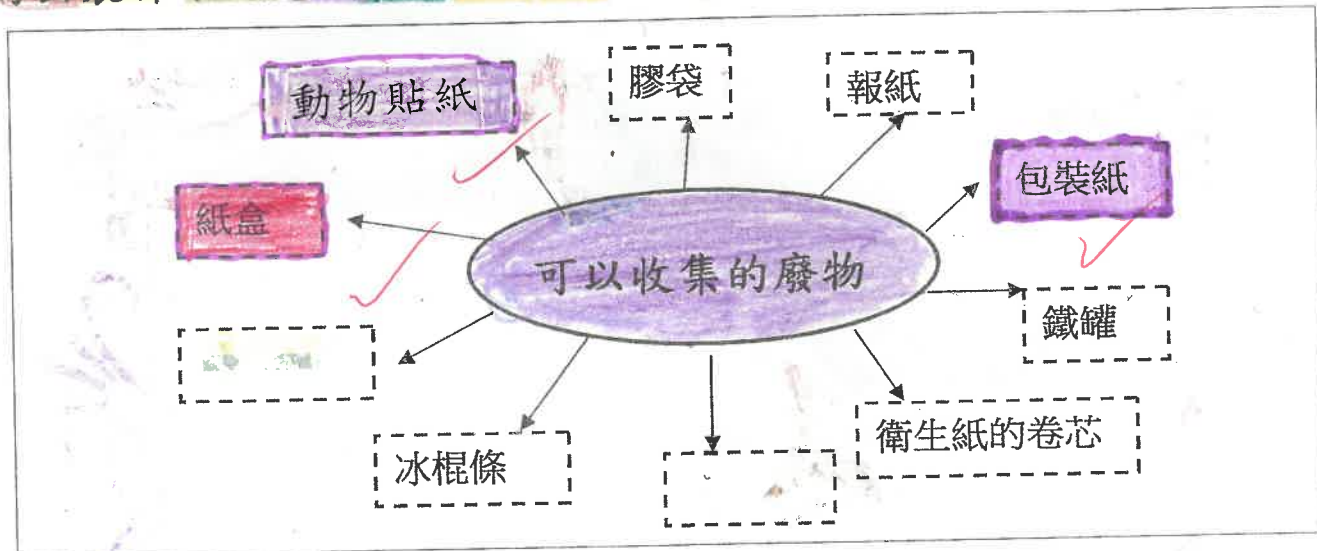 動物貼紙
膠袋
報紙
包裝紙
紙盒
可以收集的廢物
鐵罐
衛生紙的卷芯
冰棍條